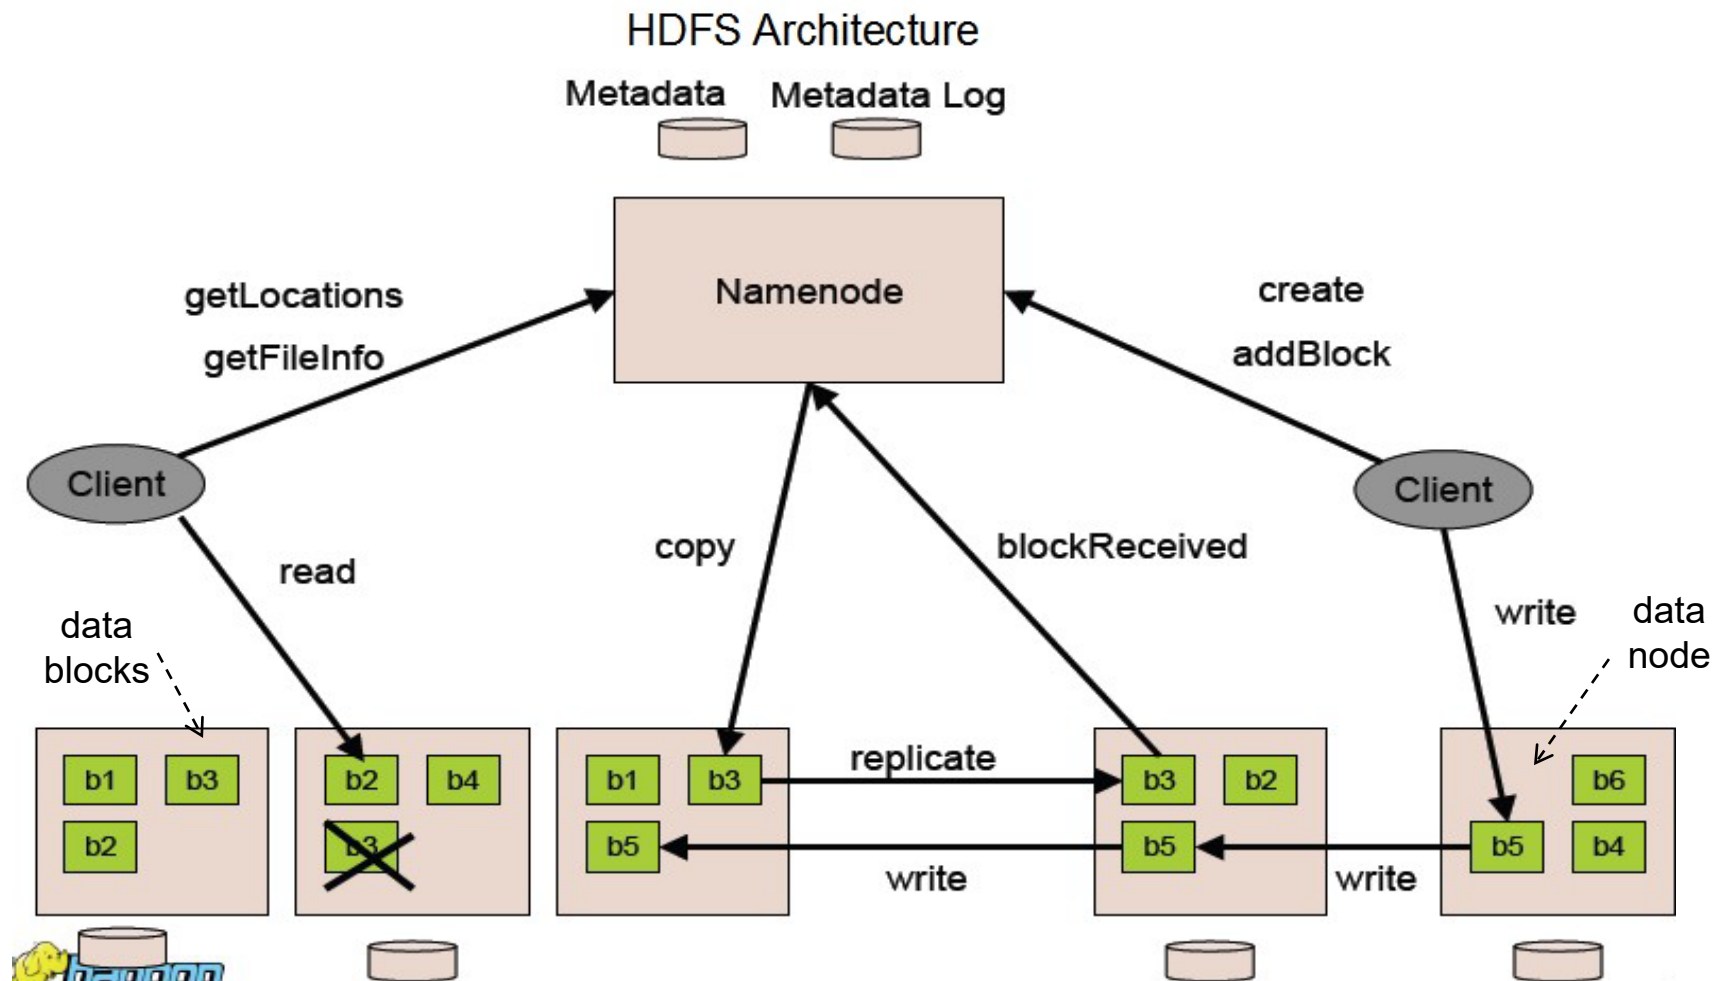 HDFS Architecture
Metadata
Metadata Log
Namenode
getLocations
getFileInfo
create
addBlock
Client
Client
copy
blockReceived
read
write
data
blocks
data
node
b1
b3
b2
b2
b4
b3
b1
b3
b5
replicate
write
b3
b2
b5
write
b6
b5
b4